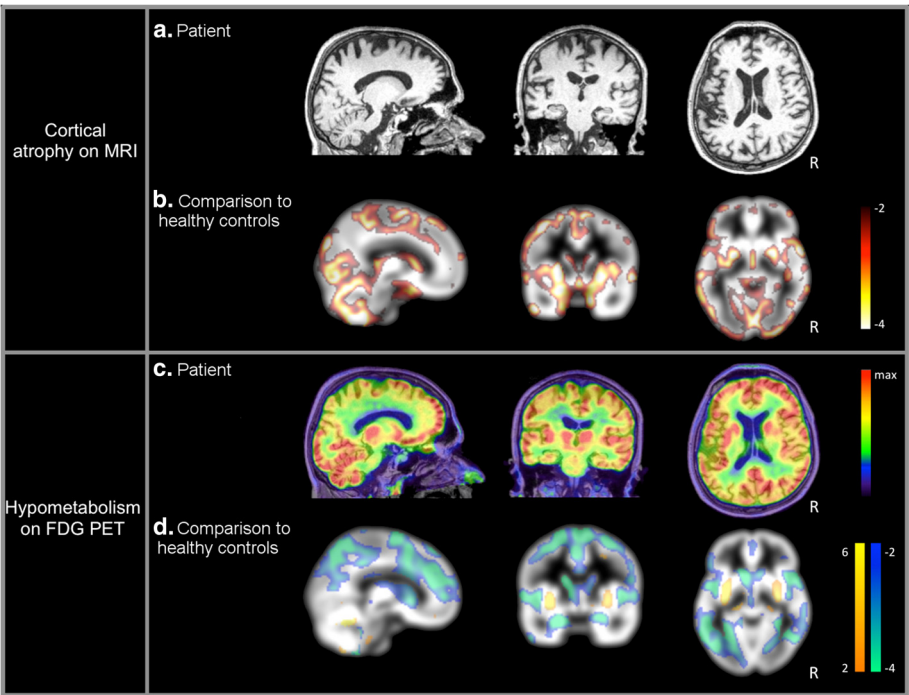 Cortical
atrophy on MRI
a. Patient
R
b. Comparison to
healthy controls
R
-2
-4
Hypometabolism
on FDG PET
c. Patient
R
max
d. Comparison to
healthy controls
R
6
2
-2
-4